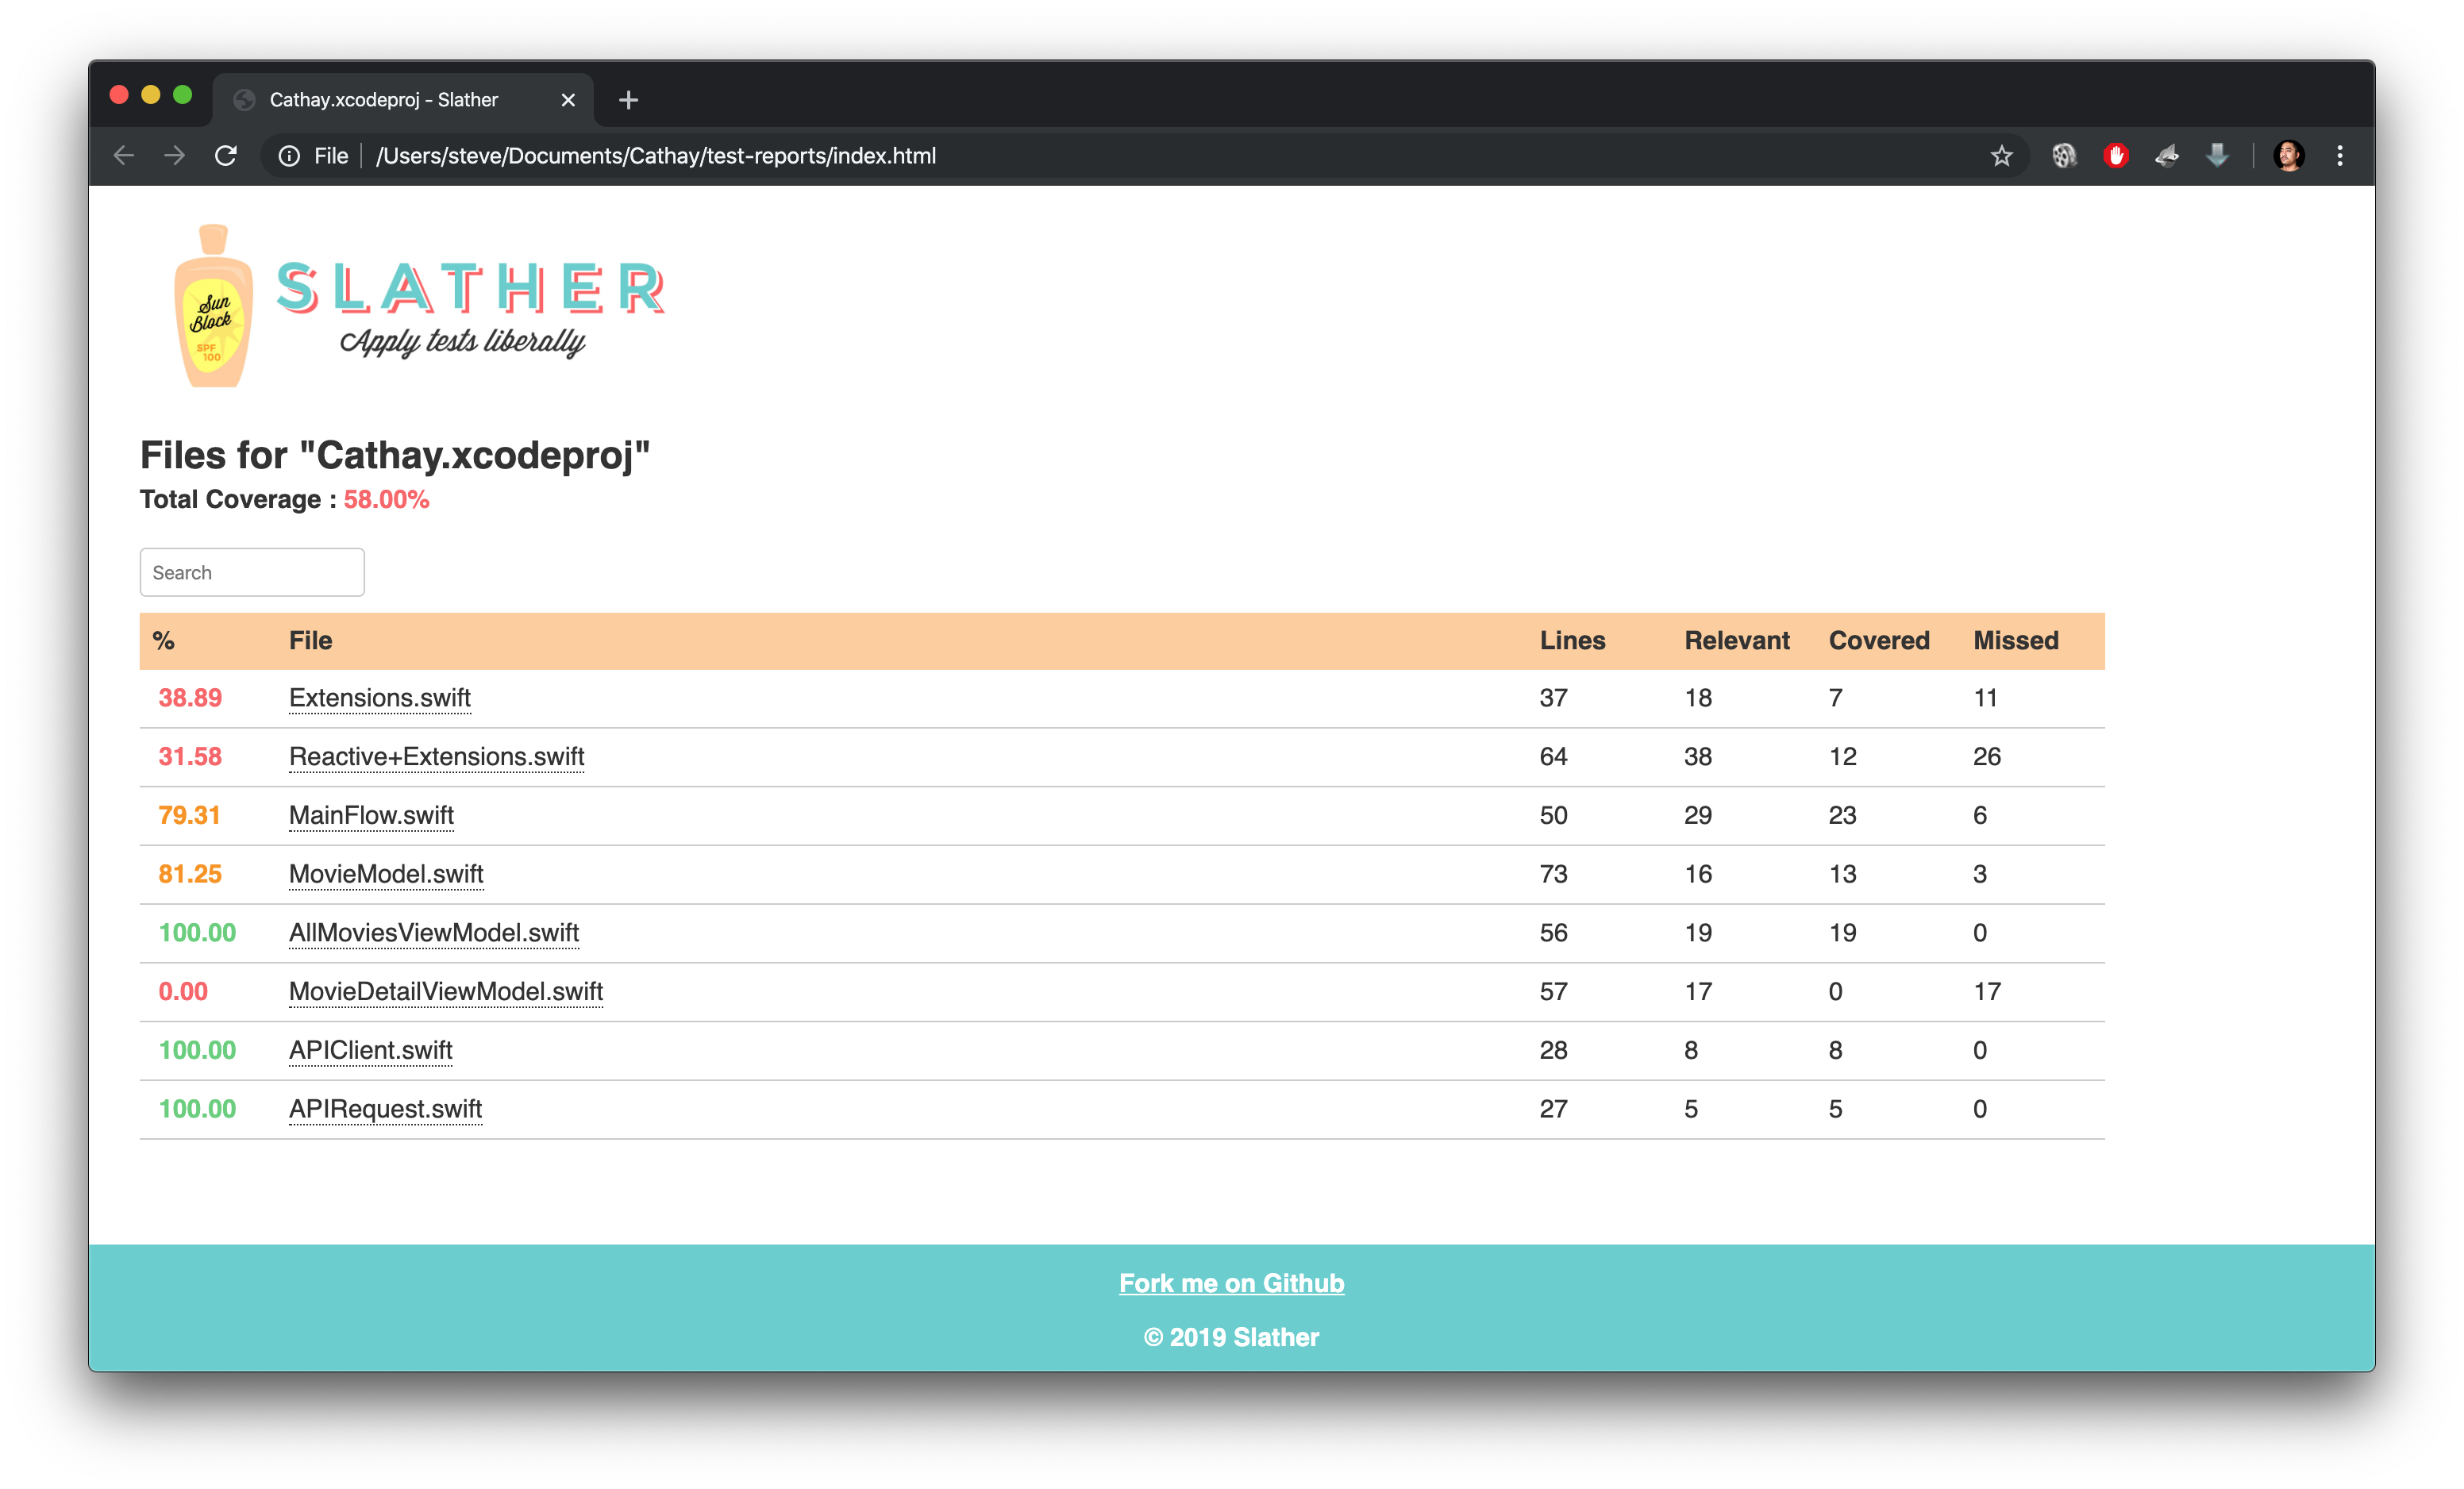 Cathay.xcodeproj - Slather
File /Users/steve/Documents/Cathay/test-reports/index.html
Sun
Block
SPF
100
SLATHER
Apply tests liberally
Files for "Cathay.xcodeproj"
Total Coverage : 58.00%
Search
% File Lines Relevant Covered Missed
38.89 Extensions.swift 37 18 7 11
31.58 Reactive+Extensions.swift 64 38 12 26
79.31 MainFlow.swift 50 29 23 6
81.25 MovieModel.swift 73 16 13 3
100.00 AllMoviesViewModel.swift 56 19 19 0
0.00 MovieDetailViewModel.swift 57 17 0 17
100.00 APIClient.swift 28 8 8 0
100.00 APIRequest.swift 27 5 5 0
Fork me on Github
© 2019 Slather